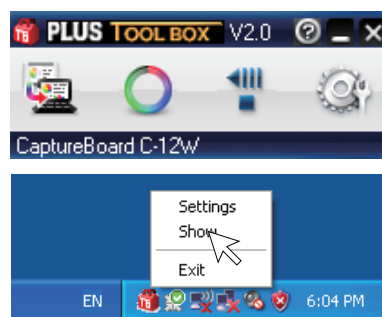 PLUS TOOL BOX V2.0
CaptureBoard C-12W
Settings
Show
Exit
EN 6:04 PM